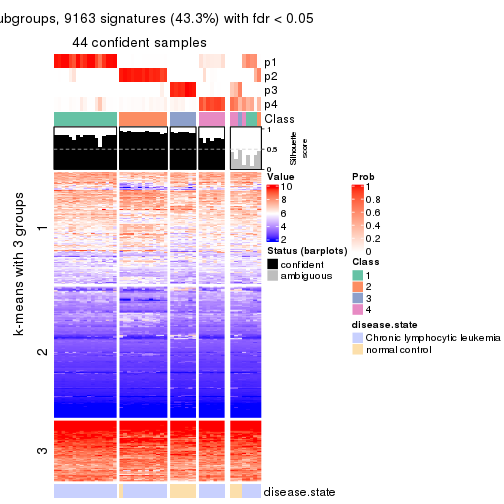 ubgroups, 9163 signatures (43.3%) with fdr < 0.05
44 confident samples
p1
p2
p3
p4
Class
1
0.5
0
Silhouette
score
k-means with 3 groups
1
2
3
disease.state
Value
10
8
6
4
2
Status (barplots)
confident
ambiguous
Prob
1
0.8
0.6
0.4
0.2
0
Class
1
2
3
4
disease.state
Chronic lymphocytic leukemia
normal control